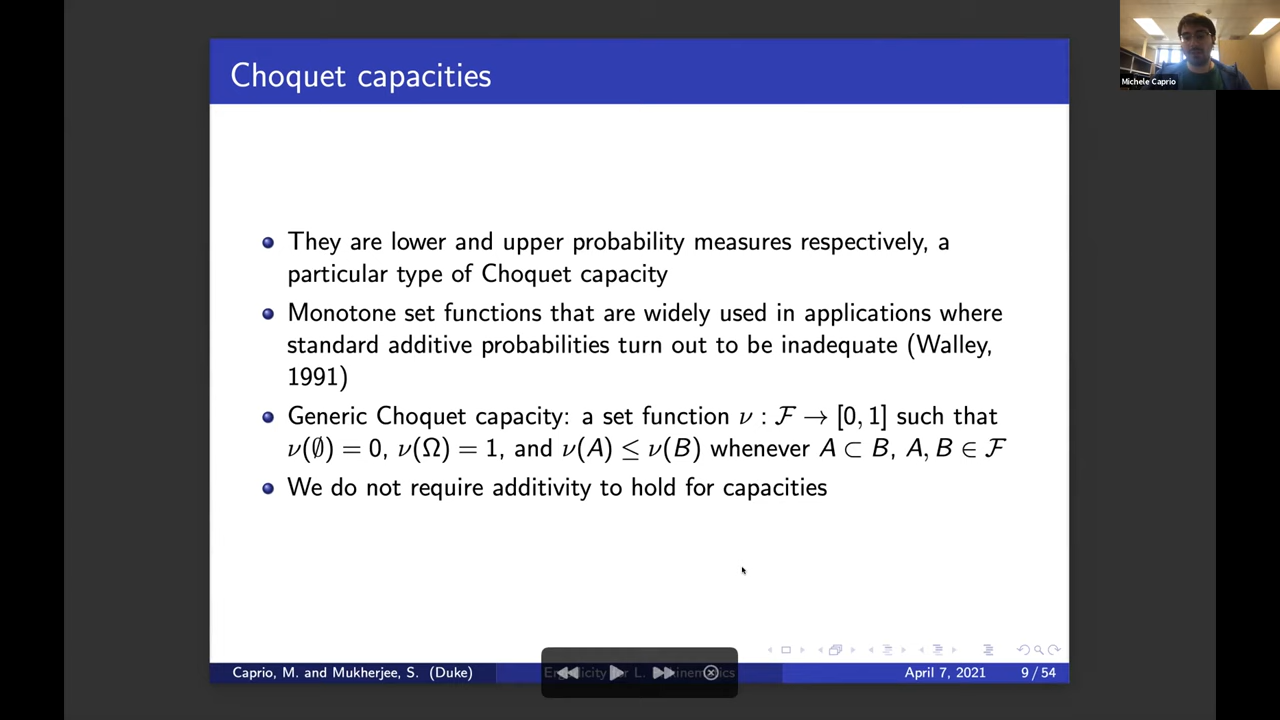 Choquet capacities
Michele Caprio
They are lower and upper probability measures respectively, a
particular type of Choquet capacity
Monotone set functions that are widely used in applications where
standard additive probabilities turn out to be inadequate (Walley,
1991)
Generic Choquet capacity: a set function ν : ℱ → [0, 1] such that
ν(∅) = 0, ν(Ω) = 1, and ν(A) ≤ ν(B) whenever A ⊂ B, A, B ∈ ℱ
We do not require additivity to hold for capacities
Caprio, M. and Mukherjee, S. (Duke)
April 7, 2021
9 / 54